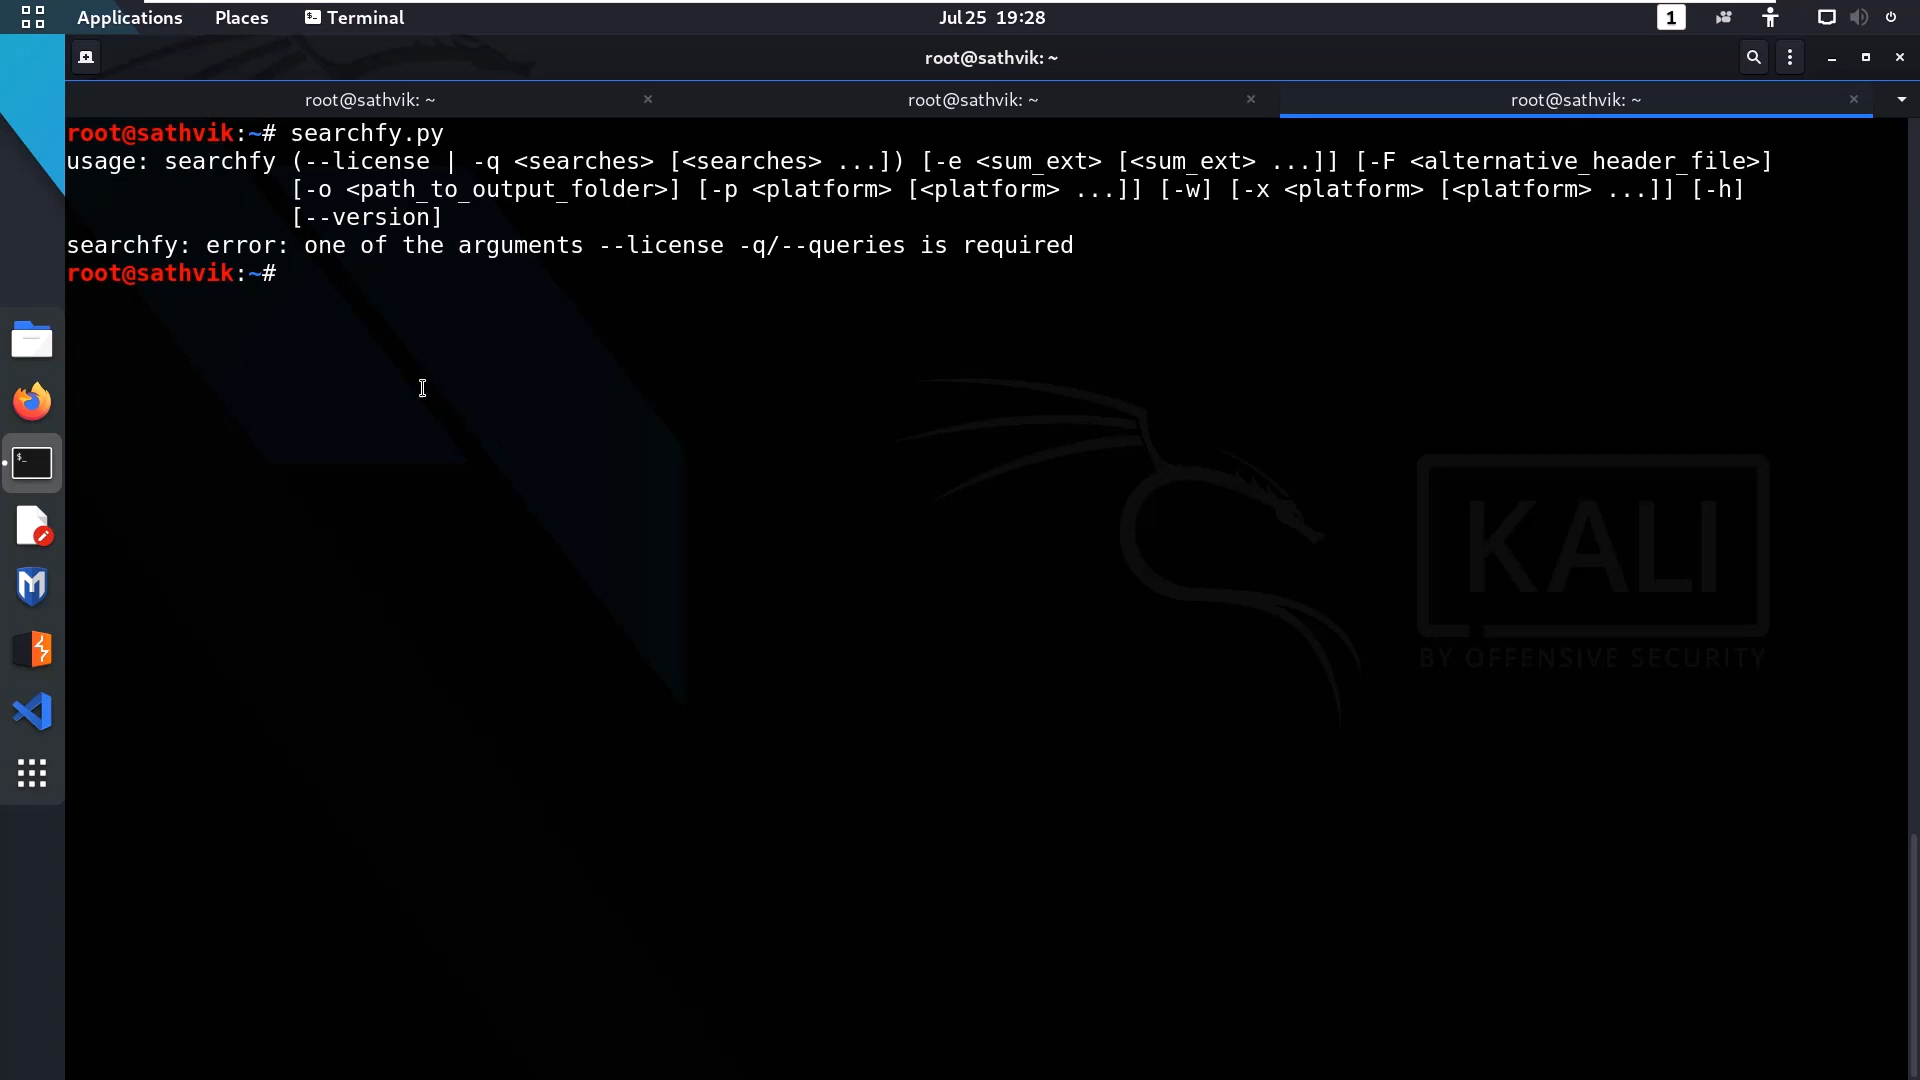 Applications Places Terminal Jul 25 19:28 1
root@sathvik: ~
root@sathvik: ~ root@sathvik: ~ root@sathvik: ~
root@sathvik:~# searchfy.py
usage: searchfy (--license | -q <searches> [<searches> ...]) [-e <sum_ext> [<sum_ext> ...]] [-F <alternative_header_file>]
[-o <path_to_output_folder>] [-p <platform> [<platform> ...]] [-w] [-x <platform> [<platform> ...]] [-h]
[--version]
searchfy: error: one of the arguments --license -q/--queries is required
root@sathvik:~#
KALI
BY OFFENSIVE SECURITY